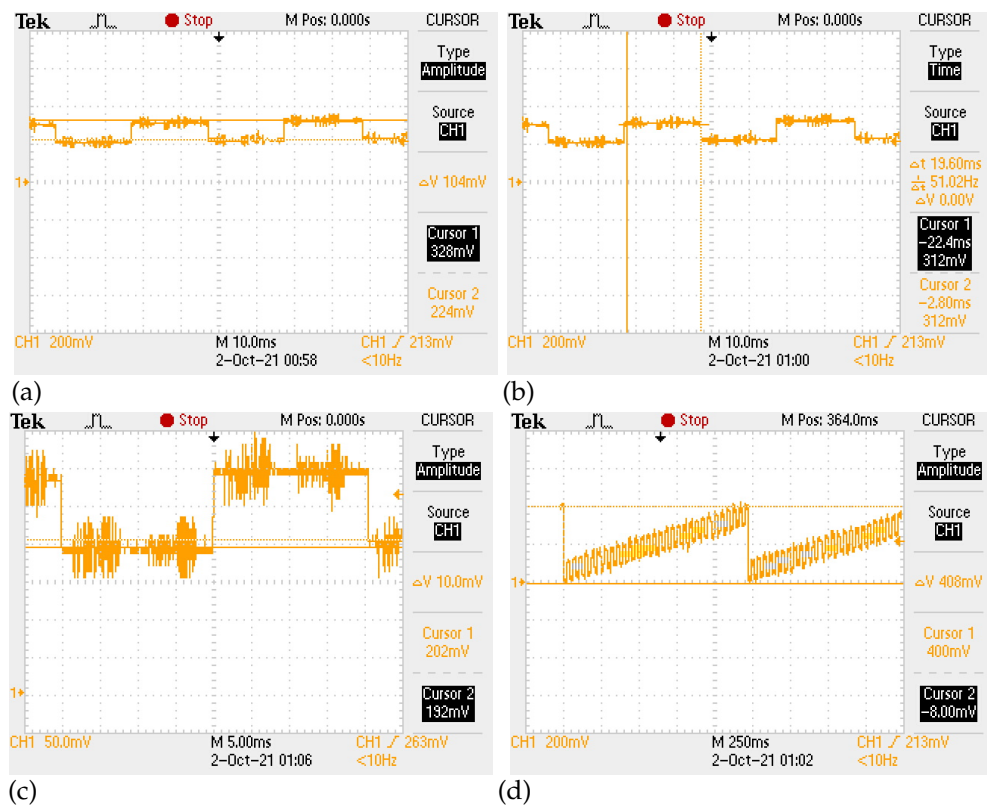 Tek Stop M Pos: 0.000s CURSOR
Type
Amplitude
Source
CH1
1
△V 104mV
Cursor 1
328mV
Cursor 2
224mV
CH1 200mV M 10.0ms CH1 213mV
2-Oct-21 00:58 <10Hz
(a)
Tek Stop M Pos: 0.000s CURSOR
Type
Time
Source
CH1
△t 19.60ms
1
1/△t 51.02Hz
△V 0.00V
Cursor 1
-22.4ms
312mV
Cursor 2
-2.80ms
312mV
CH1 200mV M 10.0ms CH1 213mV
2-Oct-21 01:00 <10Hz
(b)
Tek Stop M Pos: 0.000s CURSOR
Type
Amplitude
Source
CH1
△V 10.0mV
Cursor 1
202mV
1
Cursor 2
192mV
CH1 50.0mV M 5.00ms CH1 263mV
2-Oct-21 01:06 <10Hz
(c)
Tek Stop M Pos: 364.0ms CURSOR
Type
Amplitude
Source
CH1
1
△V 408mV
Cursor 1
400mV
Cursor 2
-8.00mV
CH1 200mV M 250ms CH1 213mV
2-Oct-21 01:02 <10Hz
(d)